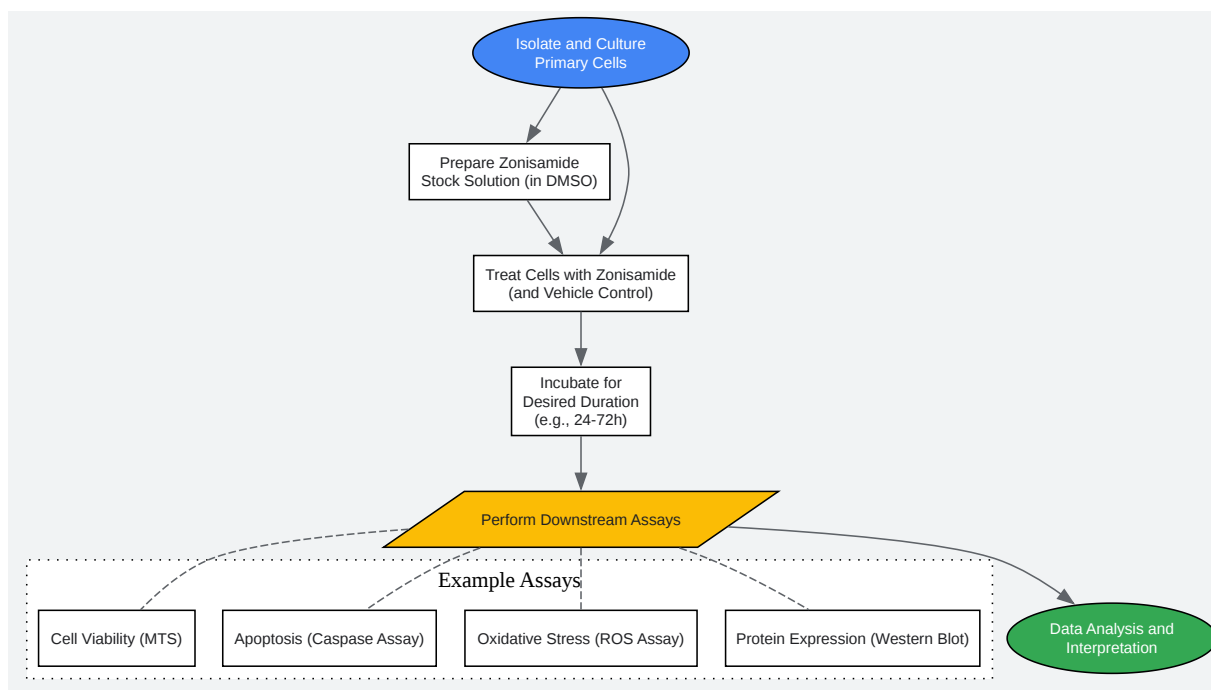 Isolate and Culture
Primary Cells
Prepare Zonisamide
Stock Solution (in DMSO)
Treat Cells with Zonisamide
(and Vehicle Control)
Incubate for
Desired Duration
(e.g., 24-72h)
Perform Downstream Assays
Example Assays
Cell Viability (MTS)
Apoptosis (Caspase Assay)
Oxidative Stress (ROS Assay)
Protein Expression (Western Blot)
Data Analysis and
Interpretation